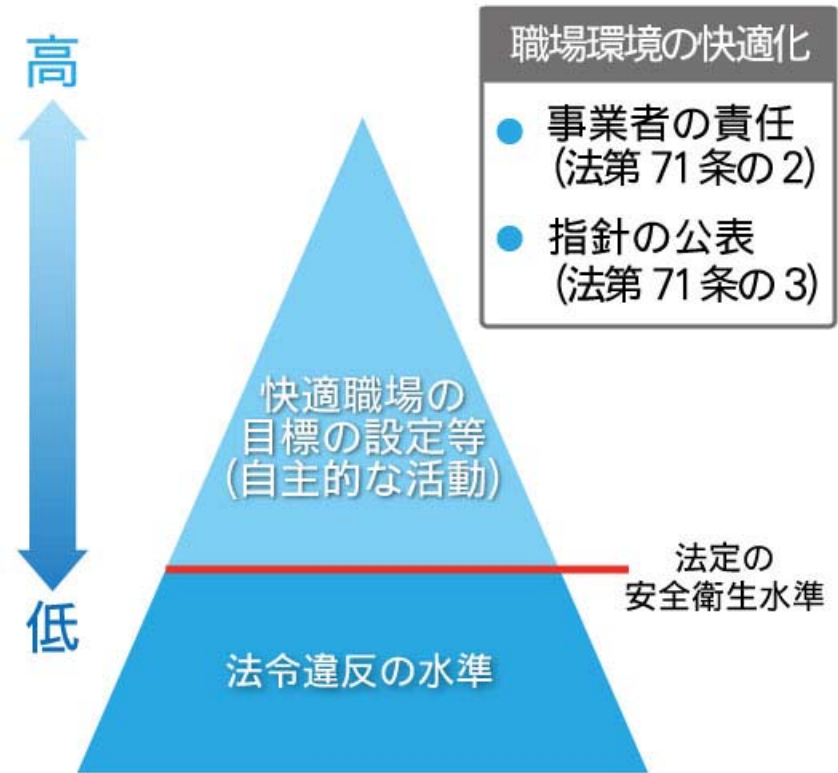 高
職場環境の快適化
● 事業者の責任
(法第 71 条の 2)
● 指針の公表
(法第 71 条の 3)
快適職場の
目標の設定等
(自主的な活動)
法定の
安全衛生水準
低
法令違反の水準